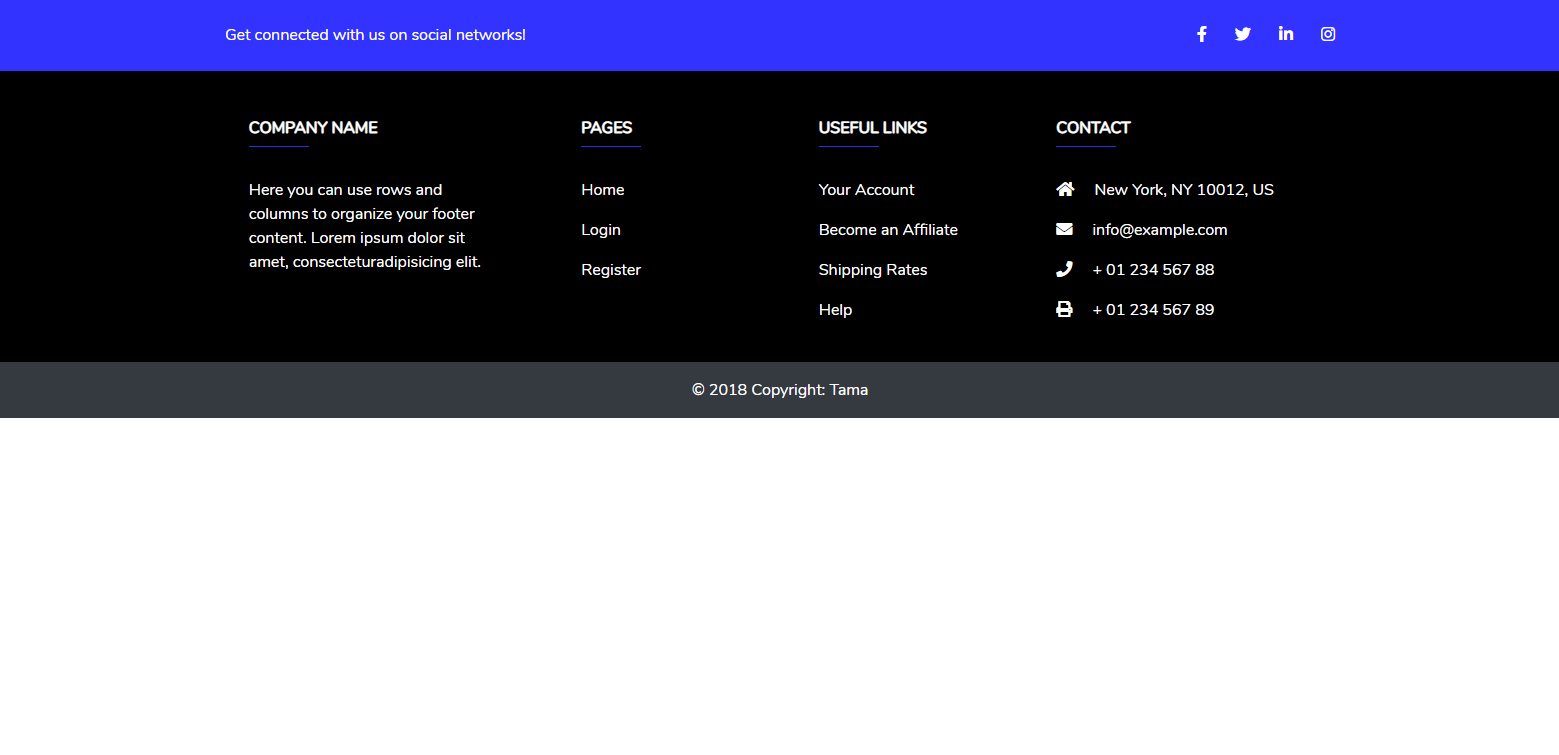 Get connected with us on social networks!
COMPANY NAME
Here you can use rows and
columns to organize your footer
content. Lorem ipsum dolor sit
amet, consecteturadipisicing elit.
PAGES
Home
Login
Register
USEFUL LINKS
Your Account
Become an Affiliate
Shipping Rates
Help
CONTACT
New York, NY 10012, US
info@example.com
+ 01 234 567 88
+ 01 234 567 89
© 2018 Copyright: Tama